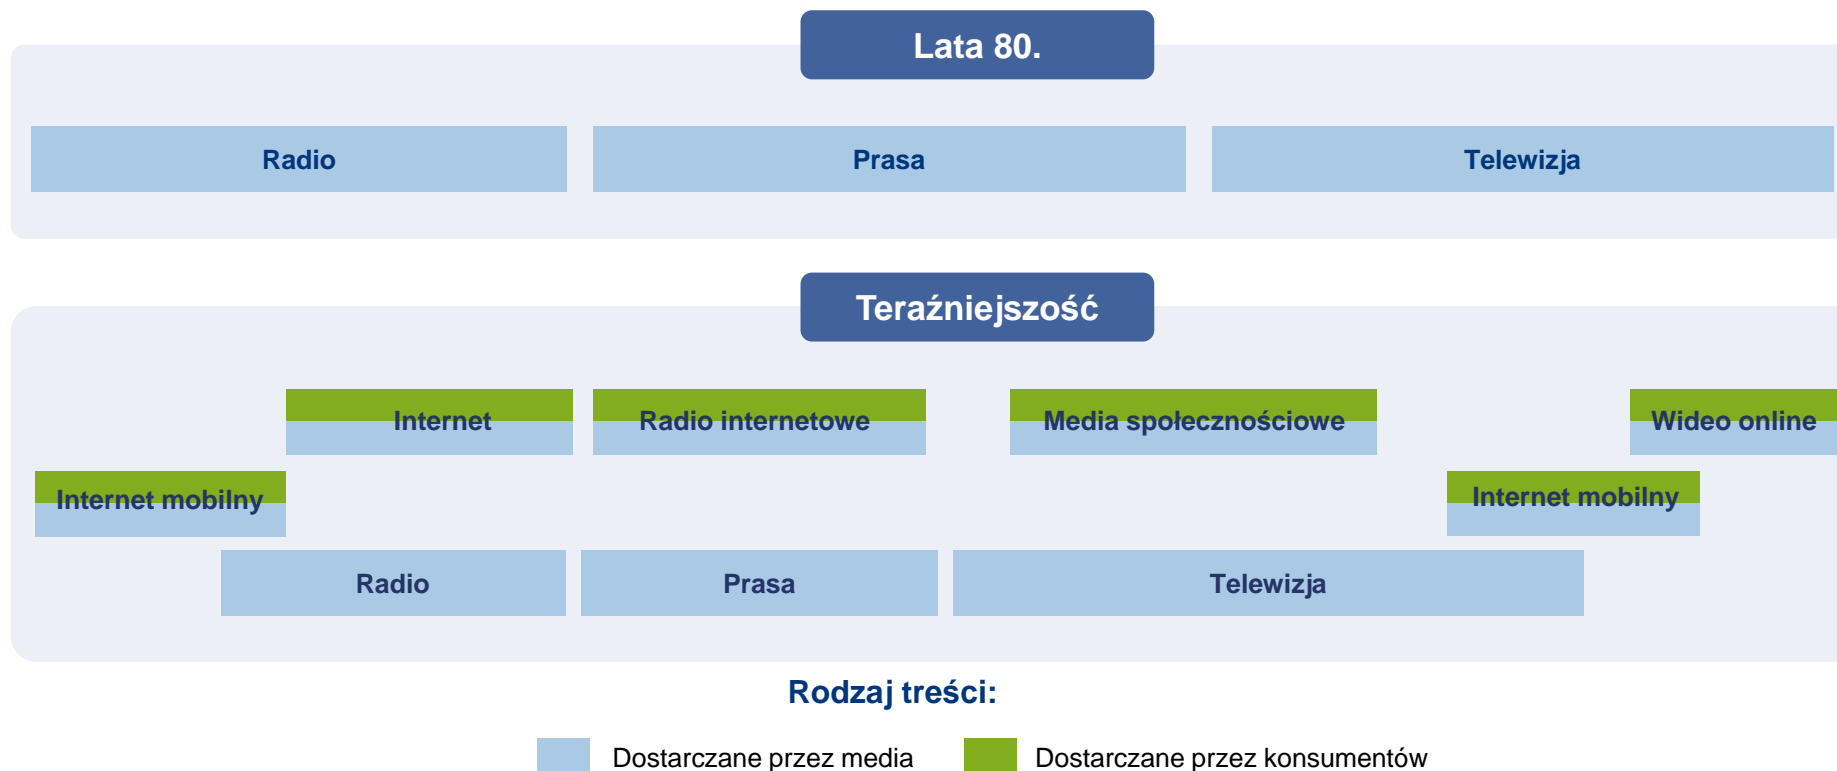 Lata 80.
Radio Prasa Telewizja
Teraźniejszość
Internet Radio internetowe Media społecznościowe Wideo online
Internet mobilny Internet mobilny
Radio Prasa Telewizja
Rodzaj treści:
Dostarczane przez media Dostarczane przez konsumentów